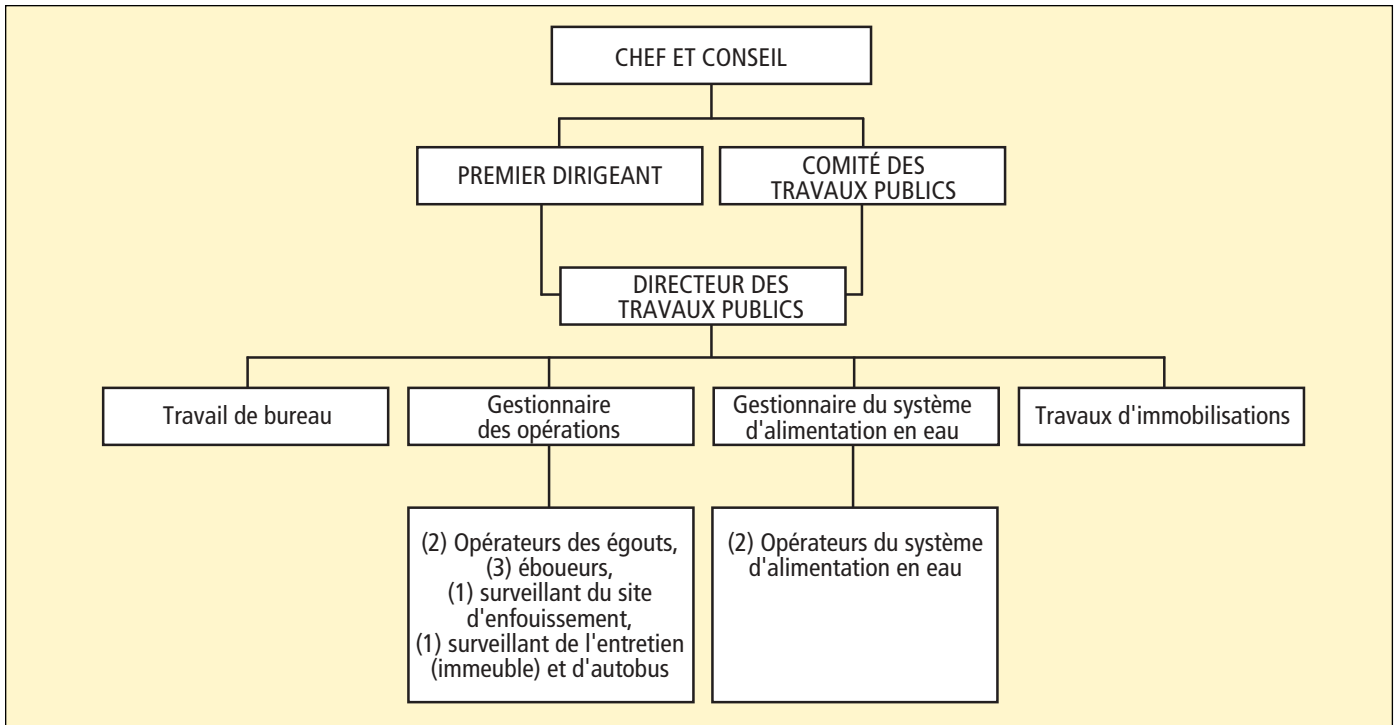 CHEF ET CONSEIL
PREMIER DIRIGEANT
COMITÉ DES
TRAVAUX PUBLICS
DIRECTEUR DES
TRAVAUX PUBLICS
Travail de bureau
Gestionnaire
des opérations
Gestionnaire du système
d'alimentation en eau
Travaux d'immobilisations
(2) Opérateurs des égouts,
(3) éboueurs,
(1) surveillant du site
d'enfouissement,
(1) surveillant de l'entretien
(immeuble) et d'autobus
(2) Opérateurs du système
d'alimentation en eau